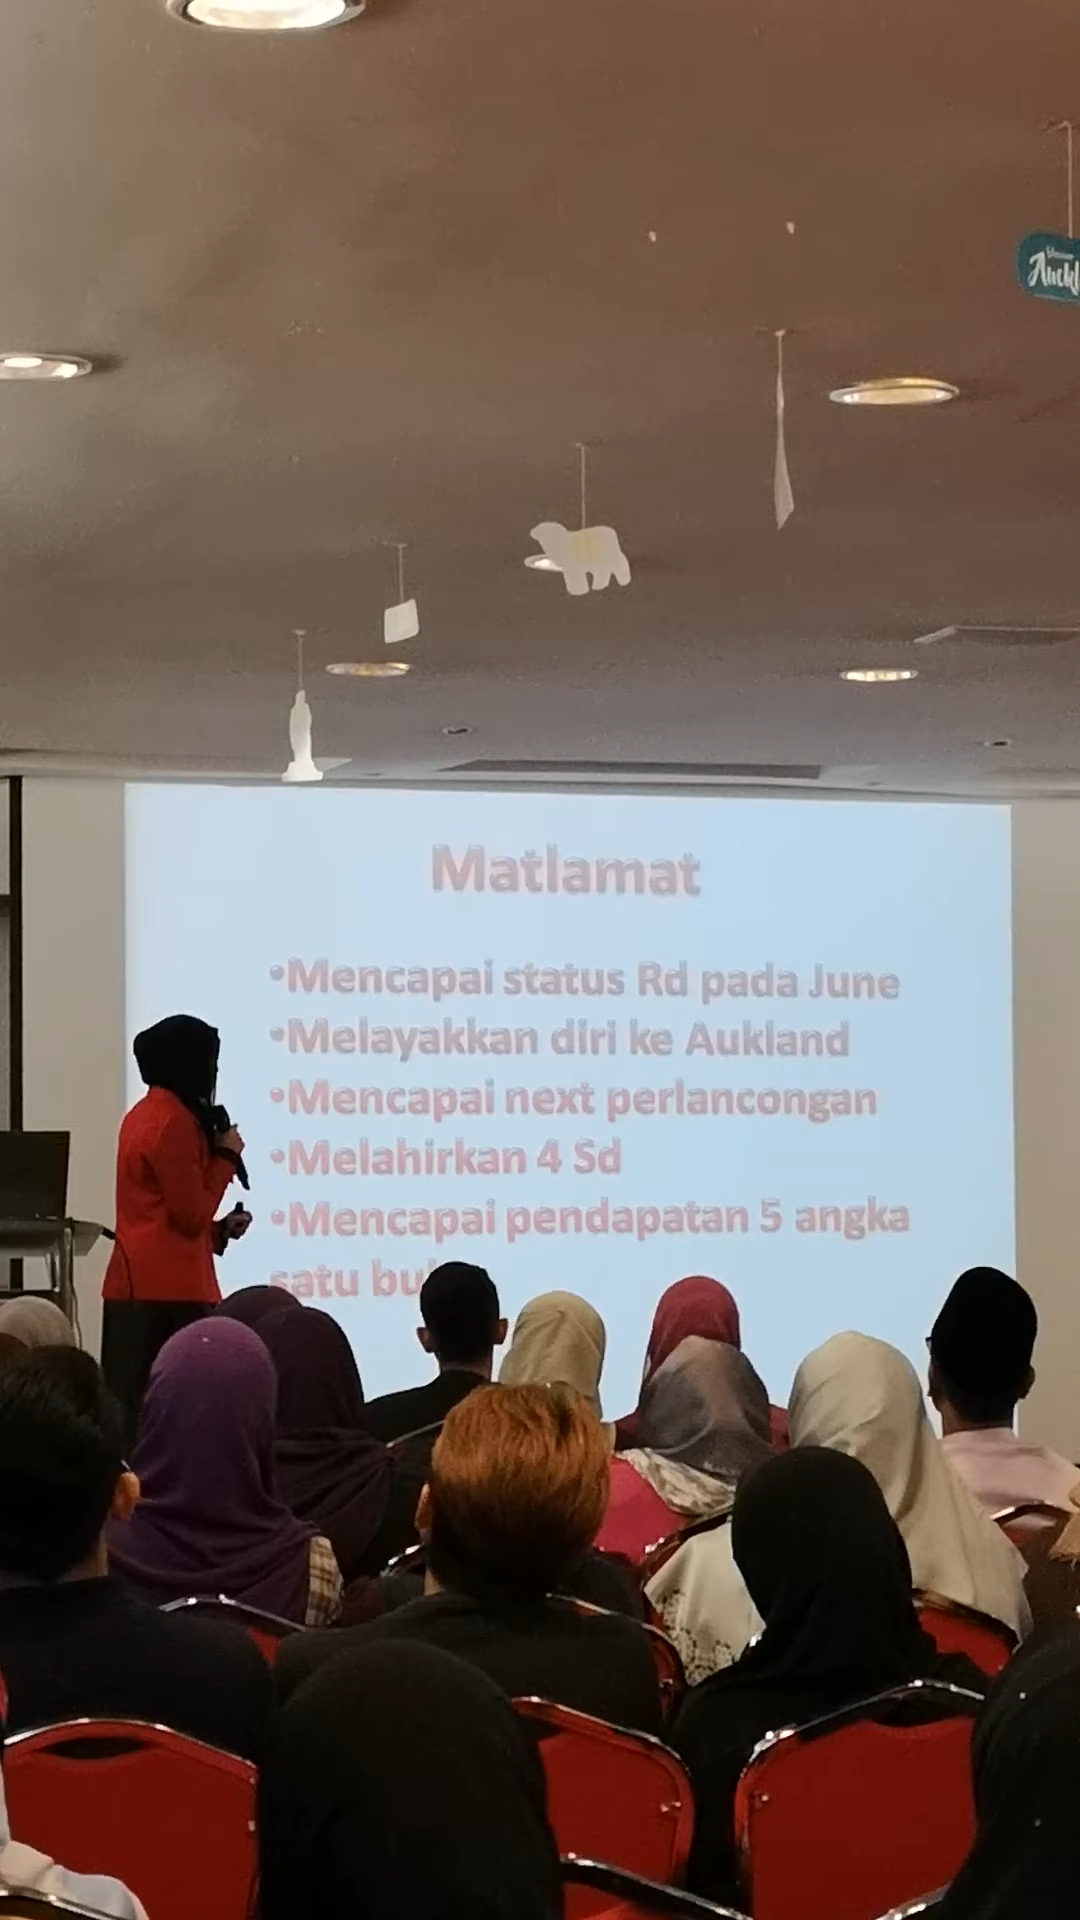 Matlamat
•Mencapai status Rd pada June
•Melayakkan diri ke Aukland
•Mencapai next perlancongan
•Melahirkan 4 Sd
•Mencapai pendapatan 5 angka
satu